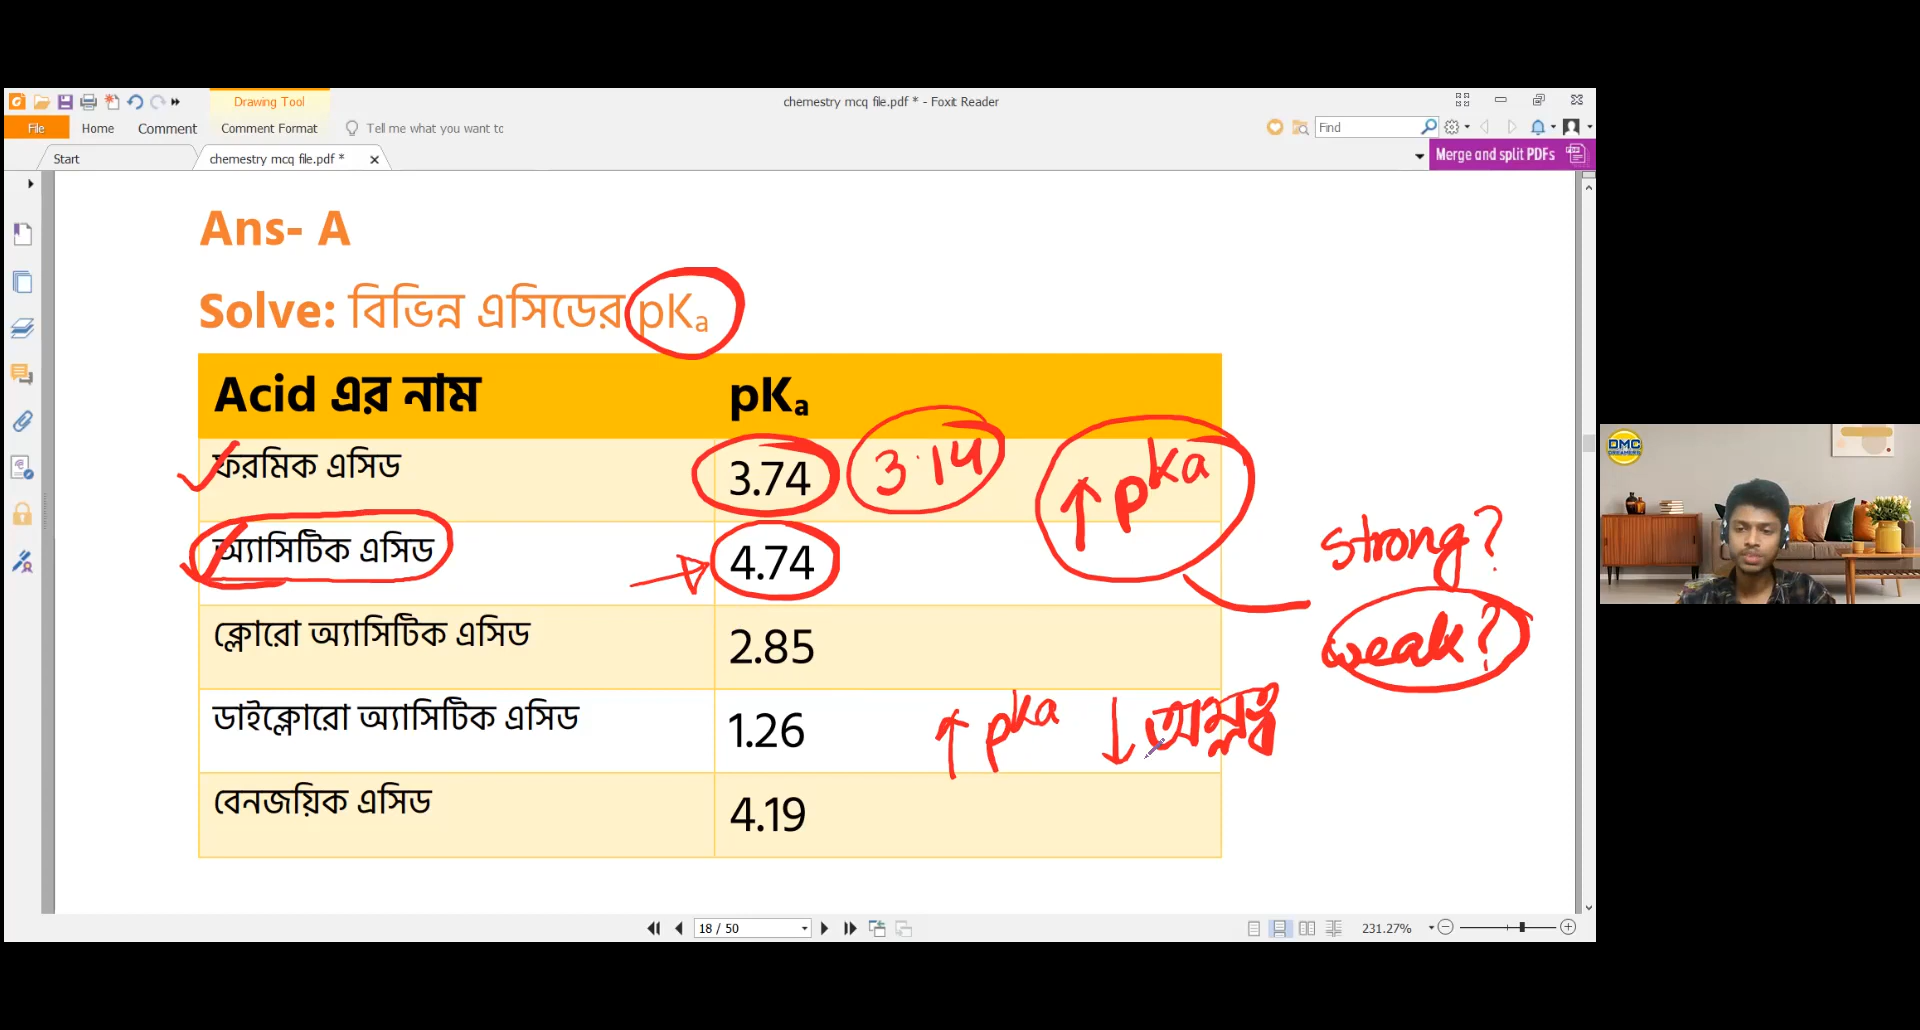 Drawing Tool
chemestry mcq file.pdf * - Foxit Reader
File Home Comment Comment Format Tell me what you want to
Find
Start
chemestry mcq file.pdf *
Merge and split PDFs
Ans- A
Solve: বিভিন্ন এসিডের pKₐ
Acid এর নাম pKₐ
ফরমিক এসিড 3.74 3.14 ↑ pka
অ্যাসিটিক এসিড 4.74
strong?
weak?
ক্লোরো অ্যাসিটিক এসিড 2.85
ডাইক্লোরো অ্যাসিটিক এসিড 1.26 ↑ pka ↓ অম্লত্ব
বেনজয়িক এসিড 4.19
18 / 50
231.27%
DMC
DREAMERS